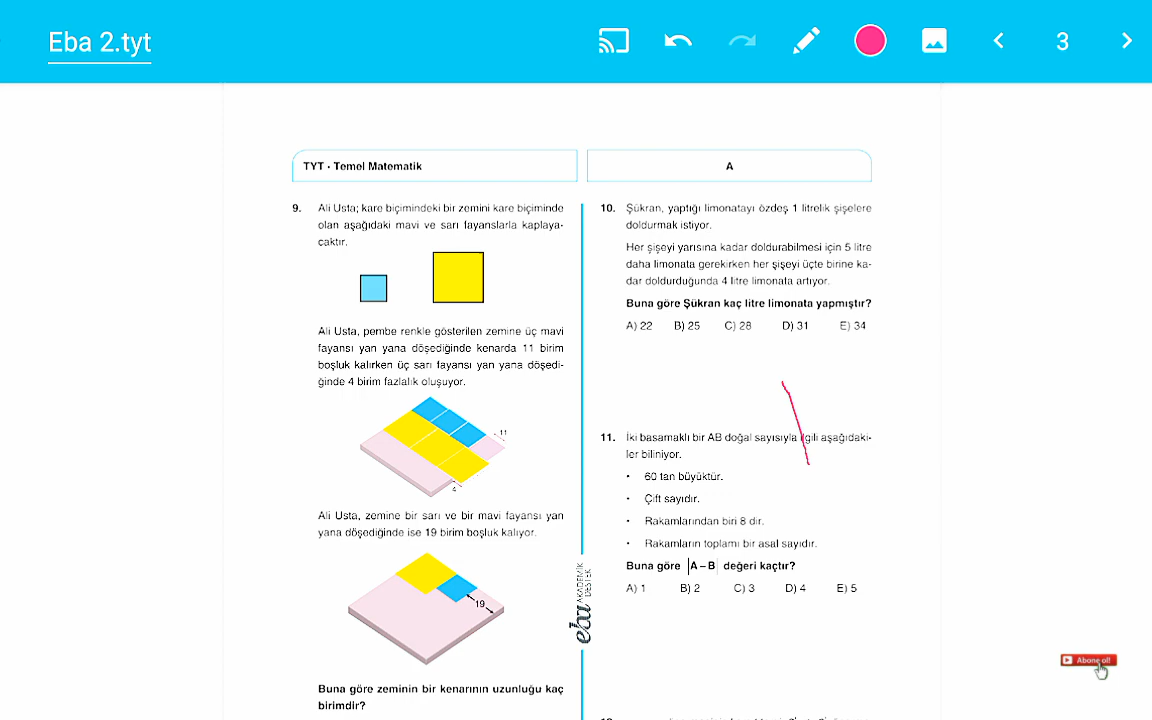 Eba 2.tyt
3
TYT · Temel Matematik
A
9. Ali Usta; kare biçimindeki bir zemini kare biçiminde
olan aşağıdaki mavi ve sarı fayanslarla kaplaya-
caktır.
Ali Usta, pembe renkle gösterilen zemine üç mavi
fayansı yan yana döşediğinde kenarda 11 birim
boşluk kalırken üç sarı fayansı yan yana döşedi-
ğinde 4 birim fazlalık oluşuyor.
11
4
Ali Usta, zemine bir sarı ve bir mavi fayansı yan
yana döşediğinde ise 19 birim boşluk kalıyor.
19
Buna göre zeminin bir kenarının uzunluğu kaç
birimdir?
eba AKADEMİK
DESTEK
10. Şükran, yaptığı limonatayı özdeş 1 litrelik şişelere
doldurmak istiyor.
Her şişeyi yarısına kadar doldurabilmesi için 5 litre
daha limonata gerekirken her şişeyi üçte birine ka-
dar doldurduğunda 4 litre limonata artıyor.
Buna göre Şükran kaç litre limonata yapmıştır?
A) 22 B) 25 C) 28 D) 31 E) 34
11. İki basamaklı bir AB doğal sayısıyla ilgili aşağıdaki-
ler biliniyor.
• 60 tan büyüktür.
• Çift sayıdır.
• Rakamlarından biri 8 dir.
• Rakamların toplamı bir asal sayıdır.
Buna göre |A – B| değeri kaçtır?
A) 1 B) 2 C) 3 D) 4 E) 5
Abone ol!